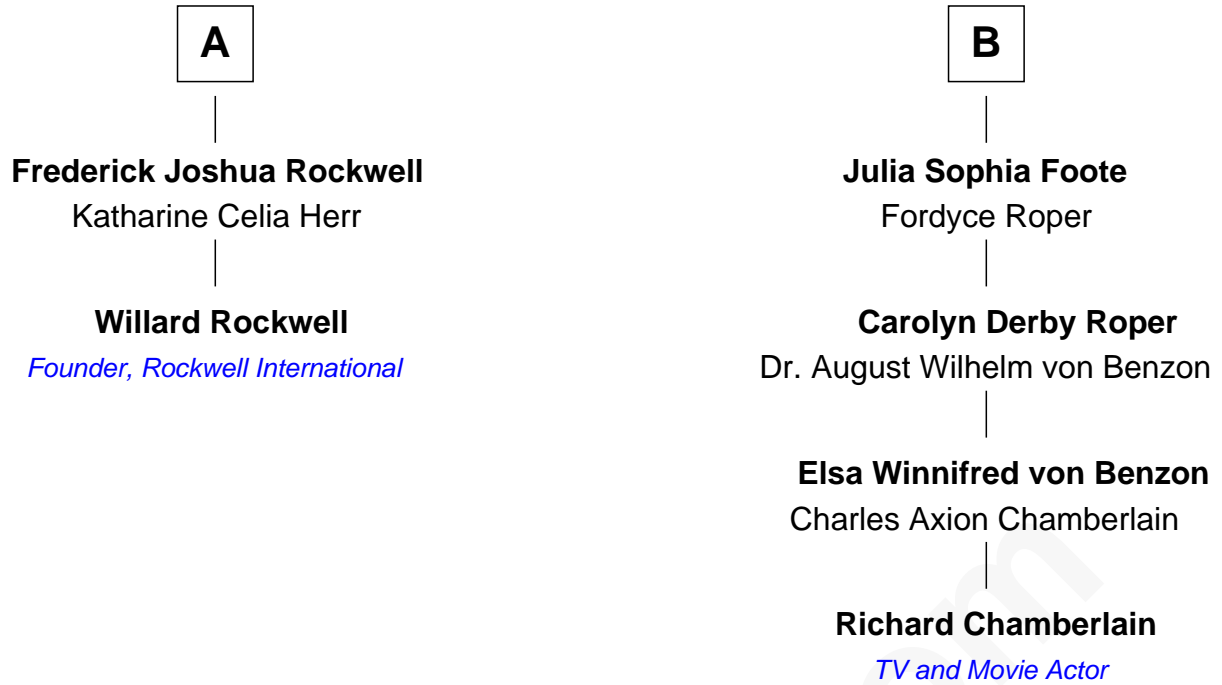 A
Frederick Joshua Rockwell
Katharine Celia Herr
Willard Rockwell
Founder, Rockwell International
B
Julia Sophia Foote
Fordyce Roper
Carolyn Derby Roper
Dr. August Wilhelm von Benzon
Elsa Winnifred von Benzon
Charles Axion Chamberlain
Richard Chamberlain
TV and Movie Actor